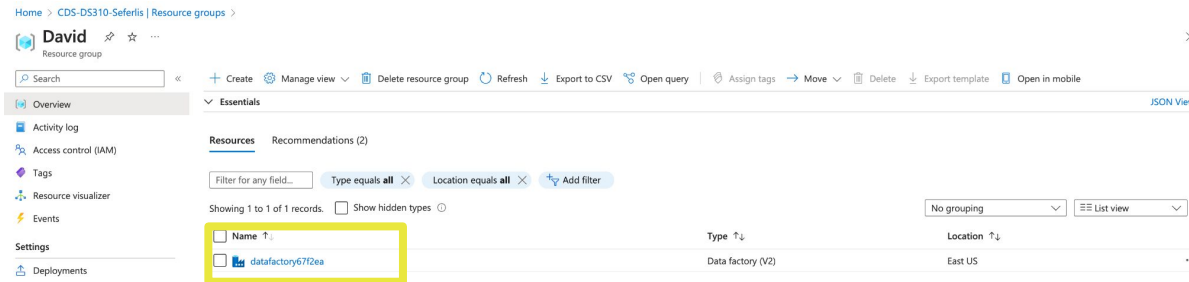 Home > CDS-DS310-Seferlis | Resource groups >
David
Resource group
Search
Overview
Activity log
Access control (IAM)
Tags
Resource visualizer
Events
Settings
Deployments
Create Manage view Delete resource group Refresh Export to CSV Open query Assign tags Move Delete Export template Open in mobile
Essentials JSON Vie
Resources Recommendations (2)
Filter for any field... Type equals all Location equals all Add filter
Showing 1 to 1 of 1 records. Show hidden types No grouping List view
Name Type Location
datafactory67f2ea Data factory (V2) East US